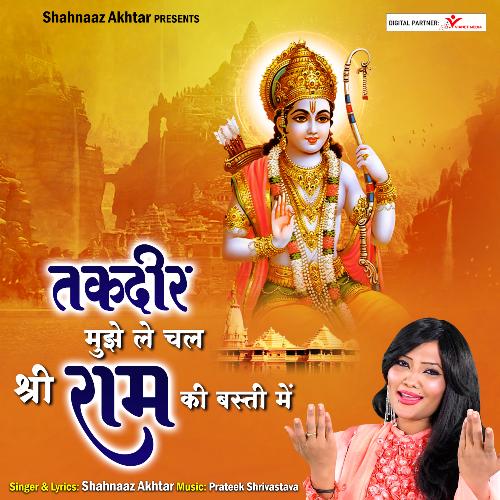 Shahnaaz Akhtar PRESENTS
DIGITAL PARTNER:
तकदीर
मुझे ले चल
श्री राम की बस्ती में
Singer & Lyrics: Shahnaaz Akhtar Music: Prateek Shrivastava